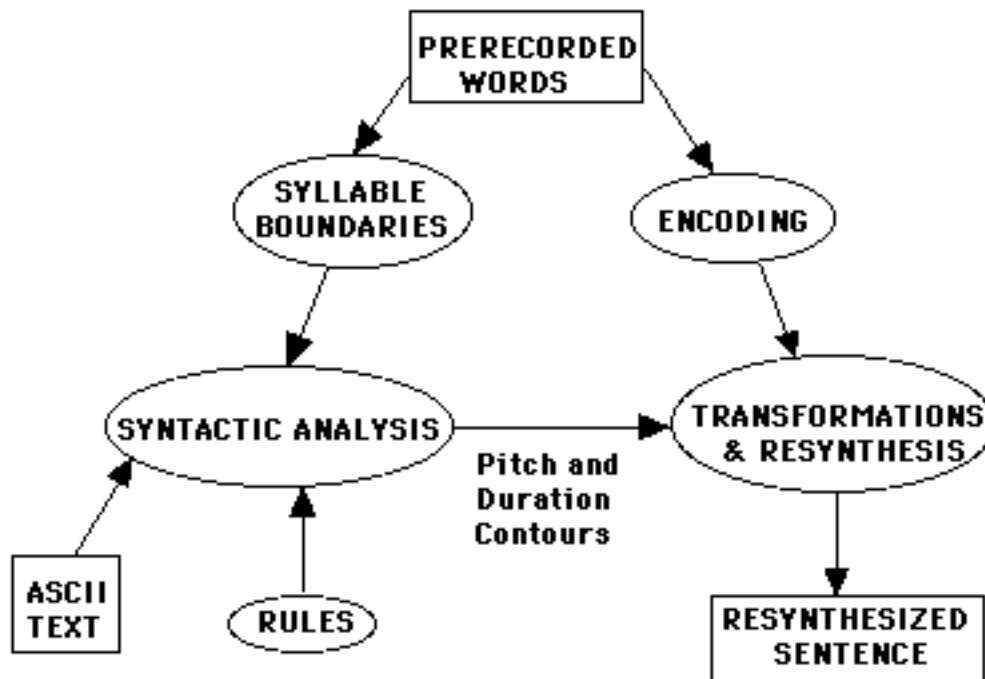 PRERECORDED
WORDS
SYLLABLE
BOUNDARIES
ENCODING
SYNTACTIC ANALYSIS
TRANSFORMATIONS
& RESYNTHESIS
Pitch and
Duration
Contours
ASCII
TEXT
RULES
RESYNTHESIZED
SENTENCE